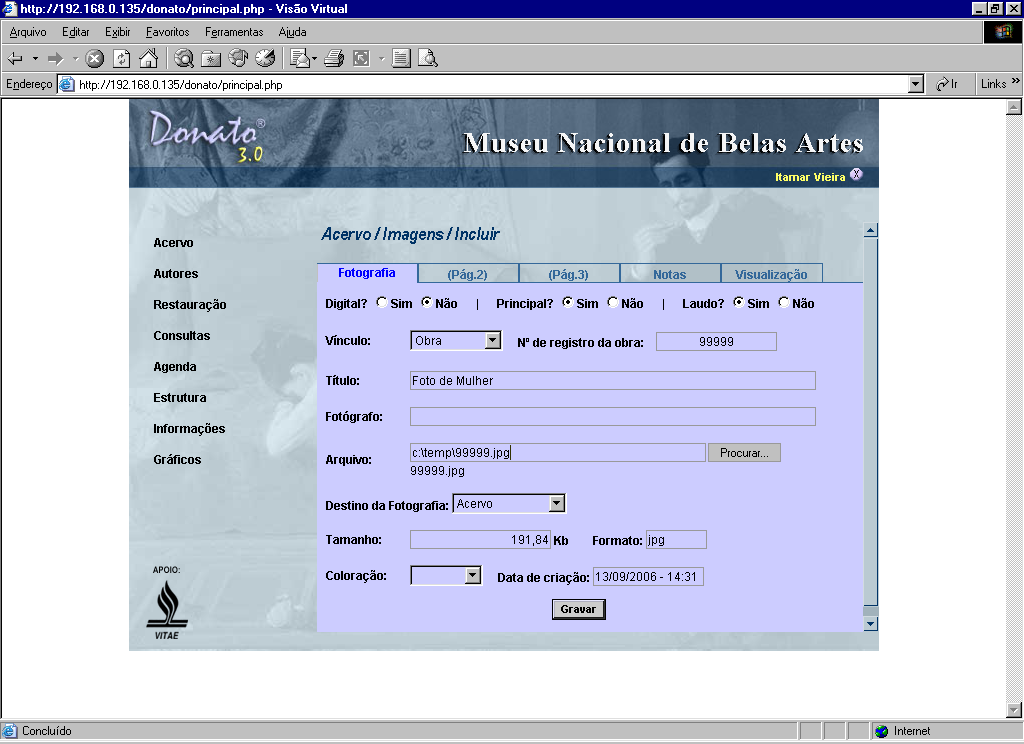 http://192.168.0.135/donato/principal.php - Visão Virtual
Arquivo Editar Exibir Favoritos Ferramentas Ajuda
Endereço http://192.168.0.135/donato/principal.php Ir Links »
Donato®
3.0
Museu Nacional de Belas Artes
Itamar Vieira X
Acervo / Imagens / Incluir
Acervo
Autores
Restauração
Consultas
Agenda
Estrutura
Informações
Gráficos
APOIO:
VITAE
Fotografia (Pág.2) (Pág.3) Notas Visualização
Digital? Sim Não | Principal? Sim Não | Laudo? Sim Não
Vínculo: Obra Nº de registro da obra: 99999
Título: Foto de Mulher
Fotógrafo:
Arquivo: c:\temp\99999.jpg Procurar...
99999.jpg
Destino da Fotografia: Acervo
Tamanho: 191,84 Kb Formato: jpg
Coloração: Data de criação: 13/09/2006 - 14:31
Gravar
Concluído Internet